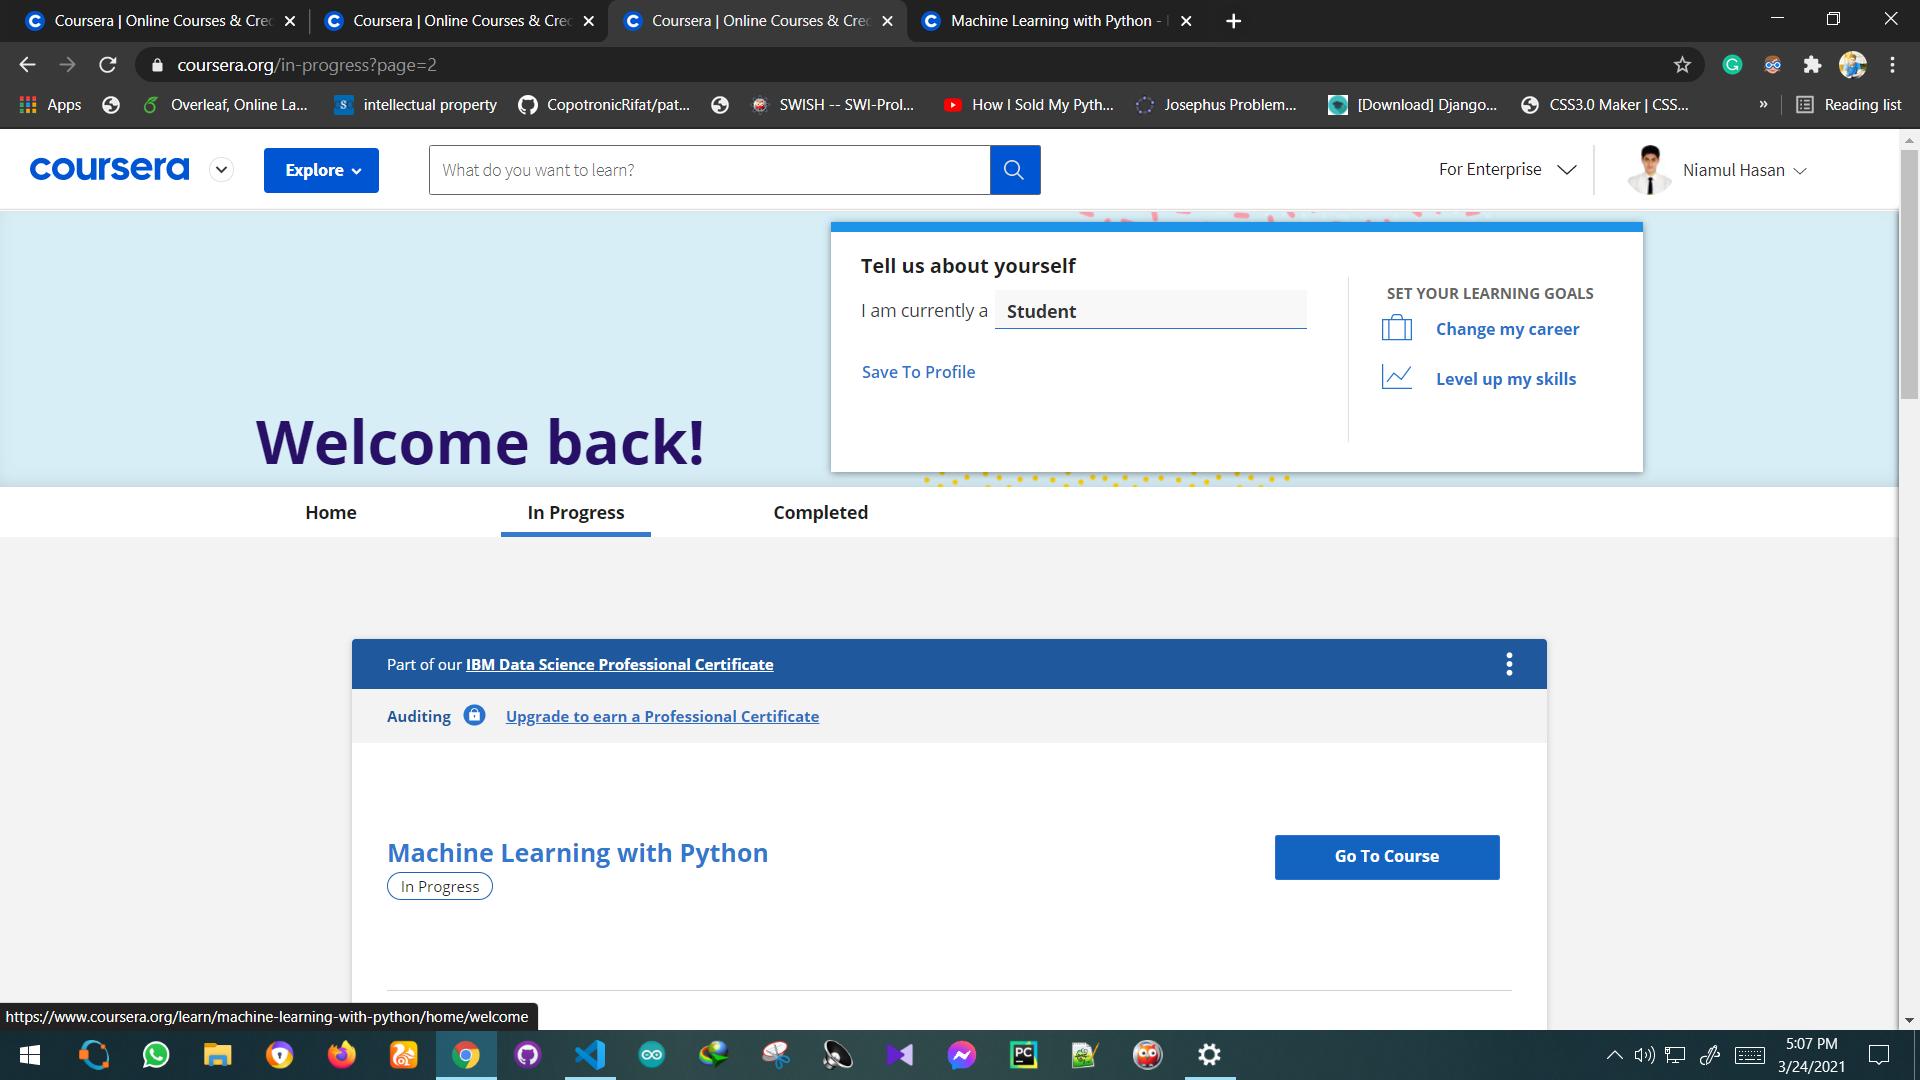 Coursera | Online Courses & Cre
Coursera | Online Courses & Cre
Coursera | Online Courses & Cre
Machine Learning with Python -
coursera.org/in-progress?page=2
Apps
Overleaf, Online La...
intellectual property
CopotronicRifat/pat...
SWISH -- SWI-Prol...
How I Sold My Pyth...
Josephus Problem...
[Download] Django...
CSS3.0 Maker | CSS...
»
Reading list
coursera
Explore
What do you want to learn?
For Enterprise
Niamul Hasan
Tell us about yourself
I am currently a Student
Save To Profile
SET YOUR LEARNING GOALS
Change my career
Level up my skills
Welcome back!
Home
In Progress
Completed
Part of our IBM Data Science Professional Certificate
Auditing
Upgrade to earn a Professional Certificate
Machine Learning with Python
In Progress
Go To Course
https://www.coursera.org/learn/machine-learning-with-python/home/welcome
5:07 PM
3/24/2021